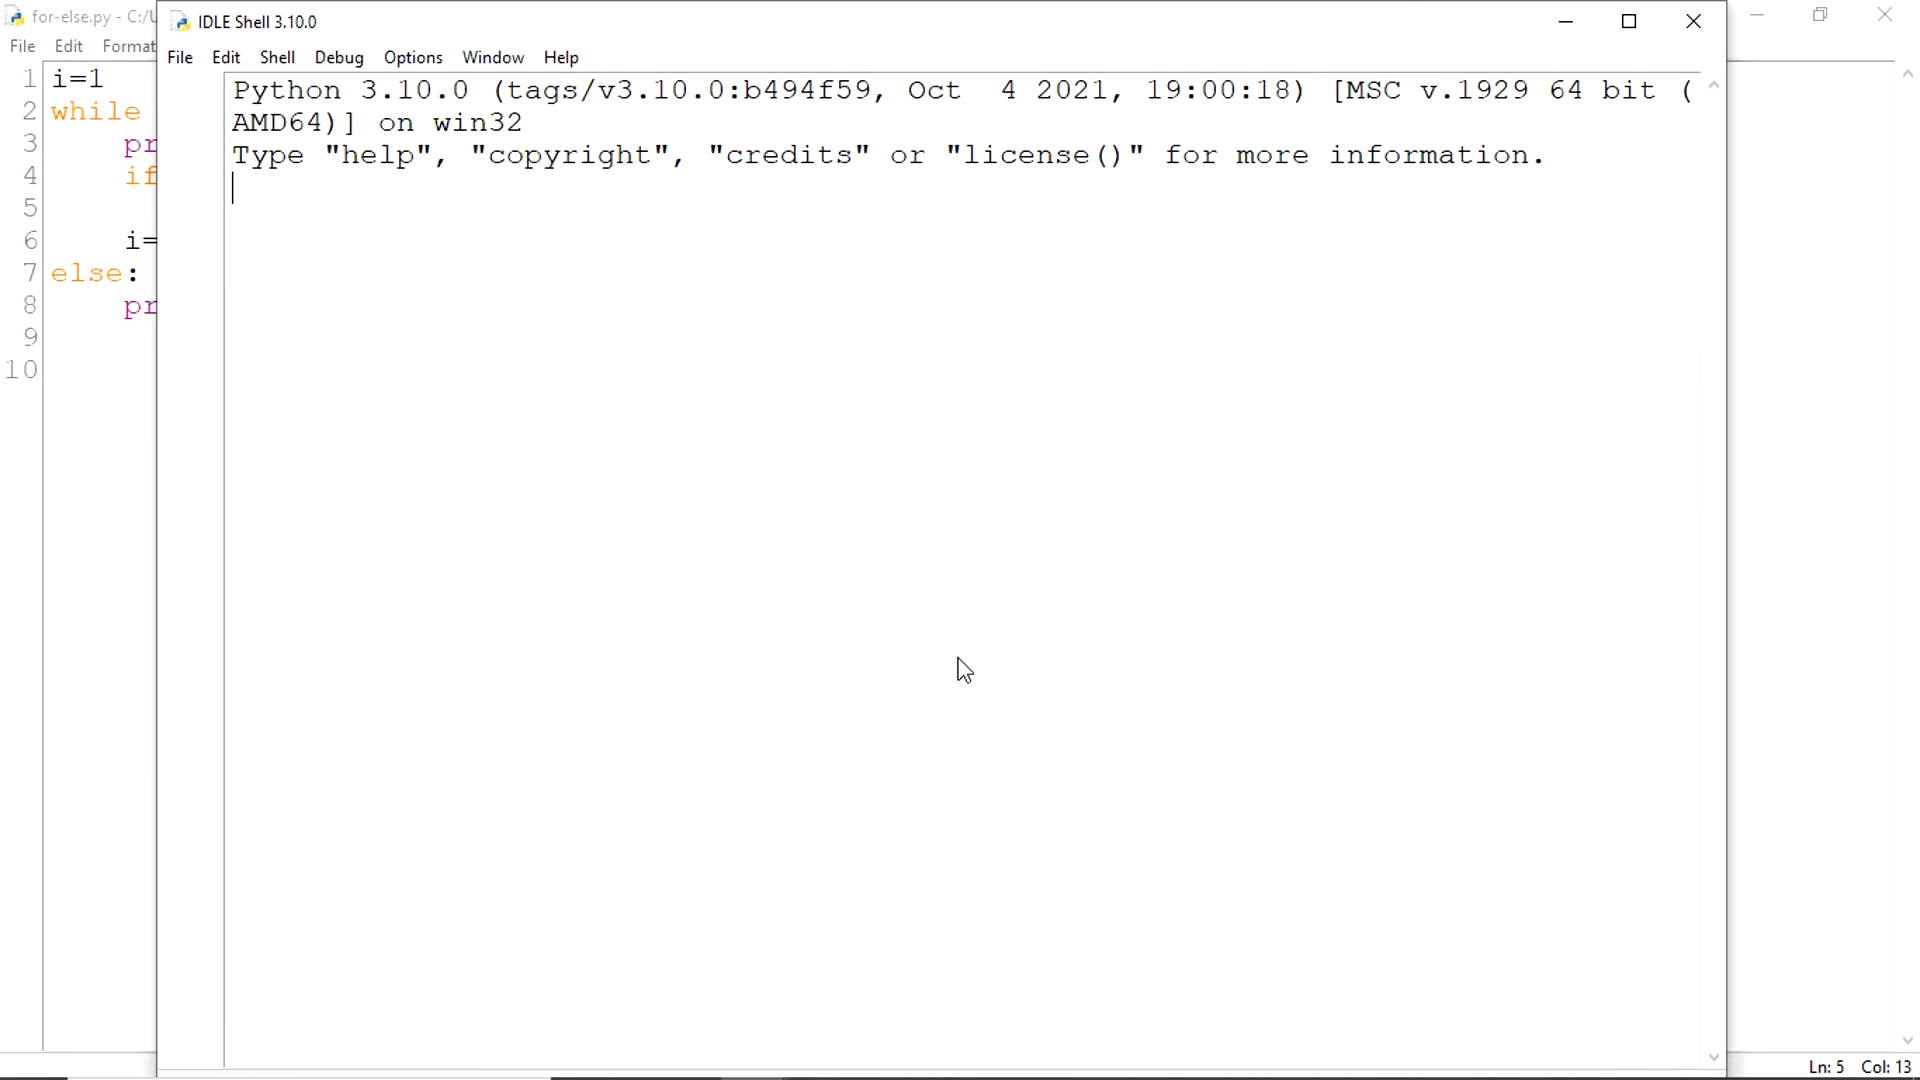 for-else.py - C:/U
File Edit Format
1 i=1
2 while
3 pr
4 if
5
6 i=
7 else:
8 pr
9
10
IDLE Shell 3.10.0
File Edit Shell Debug Options Window Help
Python 3.10.0 (tags/v3.10.0:b494f59, Oct  4 2021, 19:00:18) [MSC v.1929 64 bit (
AMD64)] on win32
Type "help", "copyright", "credits" or "license()" for more information.
Ln: 5 Col: 13